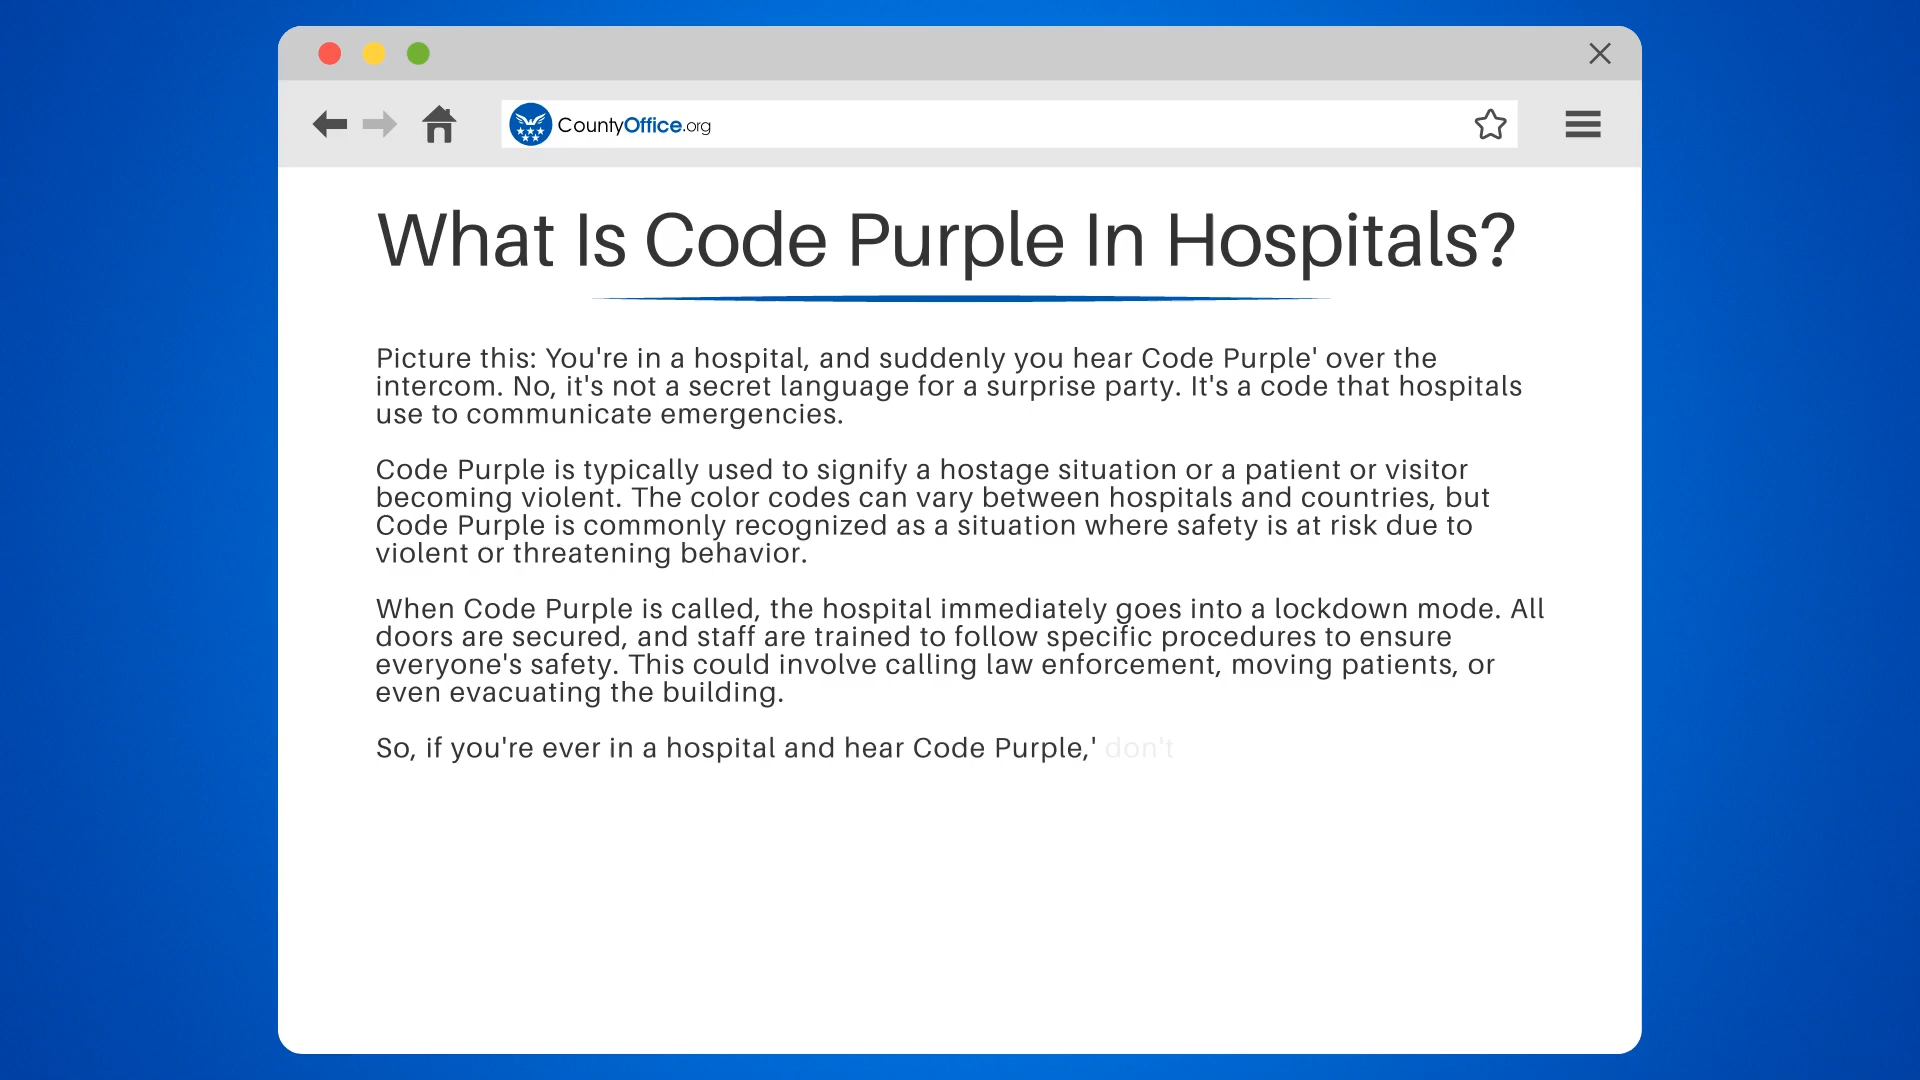 CountyOffice.org
What Is Code Purple In Hospitals?
Picture this: You're in a hospital, and suddenly you hear Code Purple' over the
intercom. No, it's not a secret language for a surprise party. It's a code that hospitals
use to communicate emergencies.
Code Purple is typically used to signify a hostage situation or a patient or visitor
becoming violent. The color codes can vary between hospitals and countries, but
Code Purple is commonly recognized as a situation where safety is at risk due to
violent or threatening behavior.
When Code Purple is called, the hospital immediately goes into a lockdown mode. All
doors are secured, and staff are trained to follow specific procedures to ensure
everyone's safety. This could involve calling law enforcement, moving patients, or
even evacuating the building.
So, if you're ever in a hospital and hear Code Purple,' don't